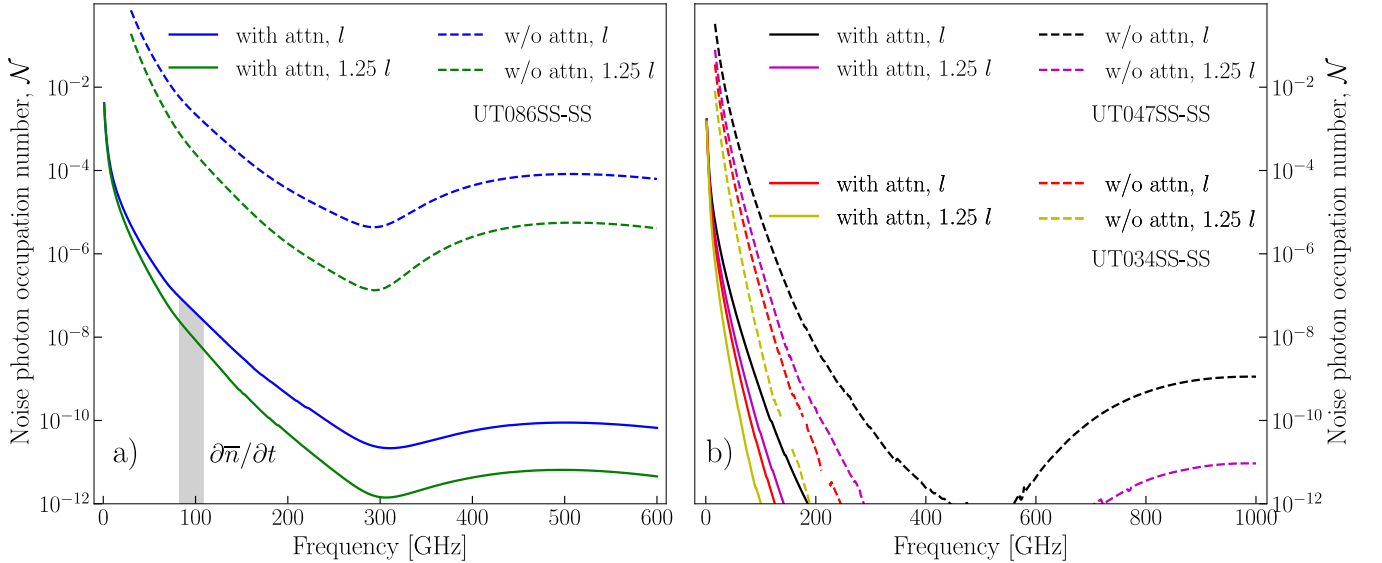 Noise photon occupation number, 𝒩
10⁻²
10⁻⁴
10⁻⁶
10⁻⁸
10⁻¹⁰
10⁻¹²
with attn, l
with attn, 1.25 l
w/o attn, l
w/o attn, 1.25 l
UT086SS-SS
a)
∂n̅/∂t
0 100 200 300 400 500 600
Frequency [GHz]
with attn, l
with attn, 1.25 l
w/o attn, l
w/o attn, 1.25 l
UT047SS-SS
with attn, l
with attn, 1.25 l
w/o attn, l
w/o attn, 1.25 l
UT034SS-SS
b)
0 200 400 600 800 1000
Frequency [GHz]
10⁻²
10⁻⁴
10⁻⁶
10⁻⁸
10⁻¹⁰
10⁻¹²
Noise photon occupation number, 𝒩